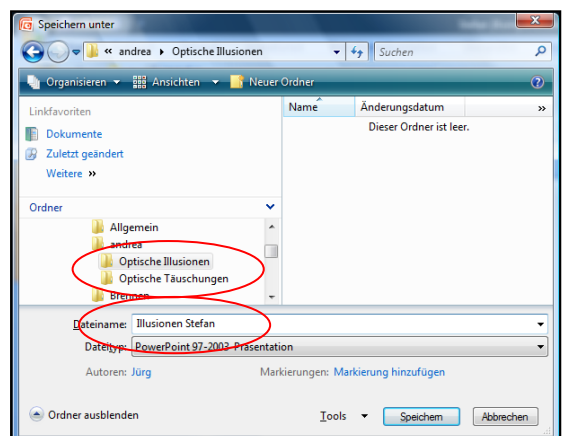 Speichern unter
« andrea ▸ Optische Illusionen
Suchen
Organisieren Ansichten Neuer Ordner
Linkfavoriten
Dokumente
Zuletzt geändert
Weitere »
Name Änderungsdatum »
Dieser Ordner ist leer.
Ordner
Allgemein
andrea
Optische Illusionen
Optische Täuschungen
Brennen
Dateiname: Illusionen Stefan
Dateityp: PowerPoint 97-2003-Präsentation
Autoren: Jürg Markierungen: Markierung hinzufügen
Ordner ausblenden Tools Speichern Abbrechen